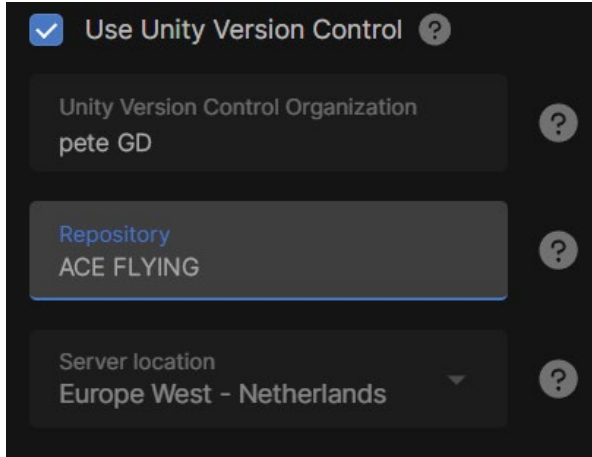 Use Unity Version Control ?
Unity Version Control Organization
pete GD
?
Repository
ACE FLYING
?
Server location
Europe West - Netherlands
?